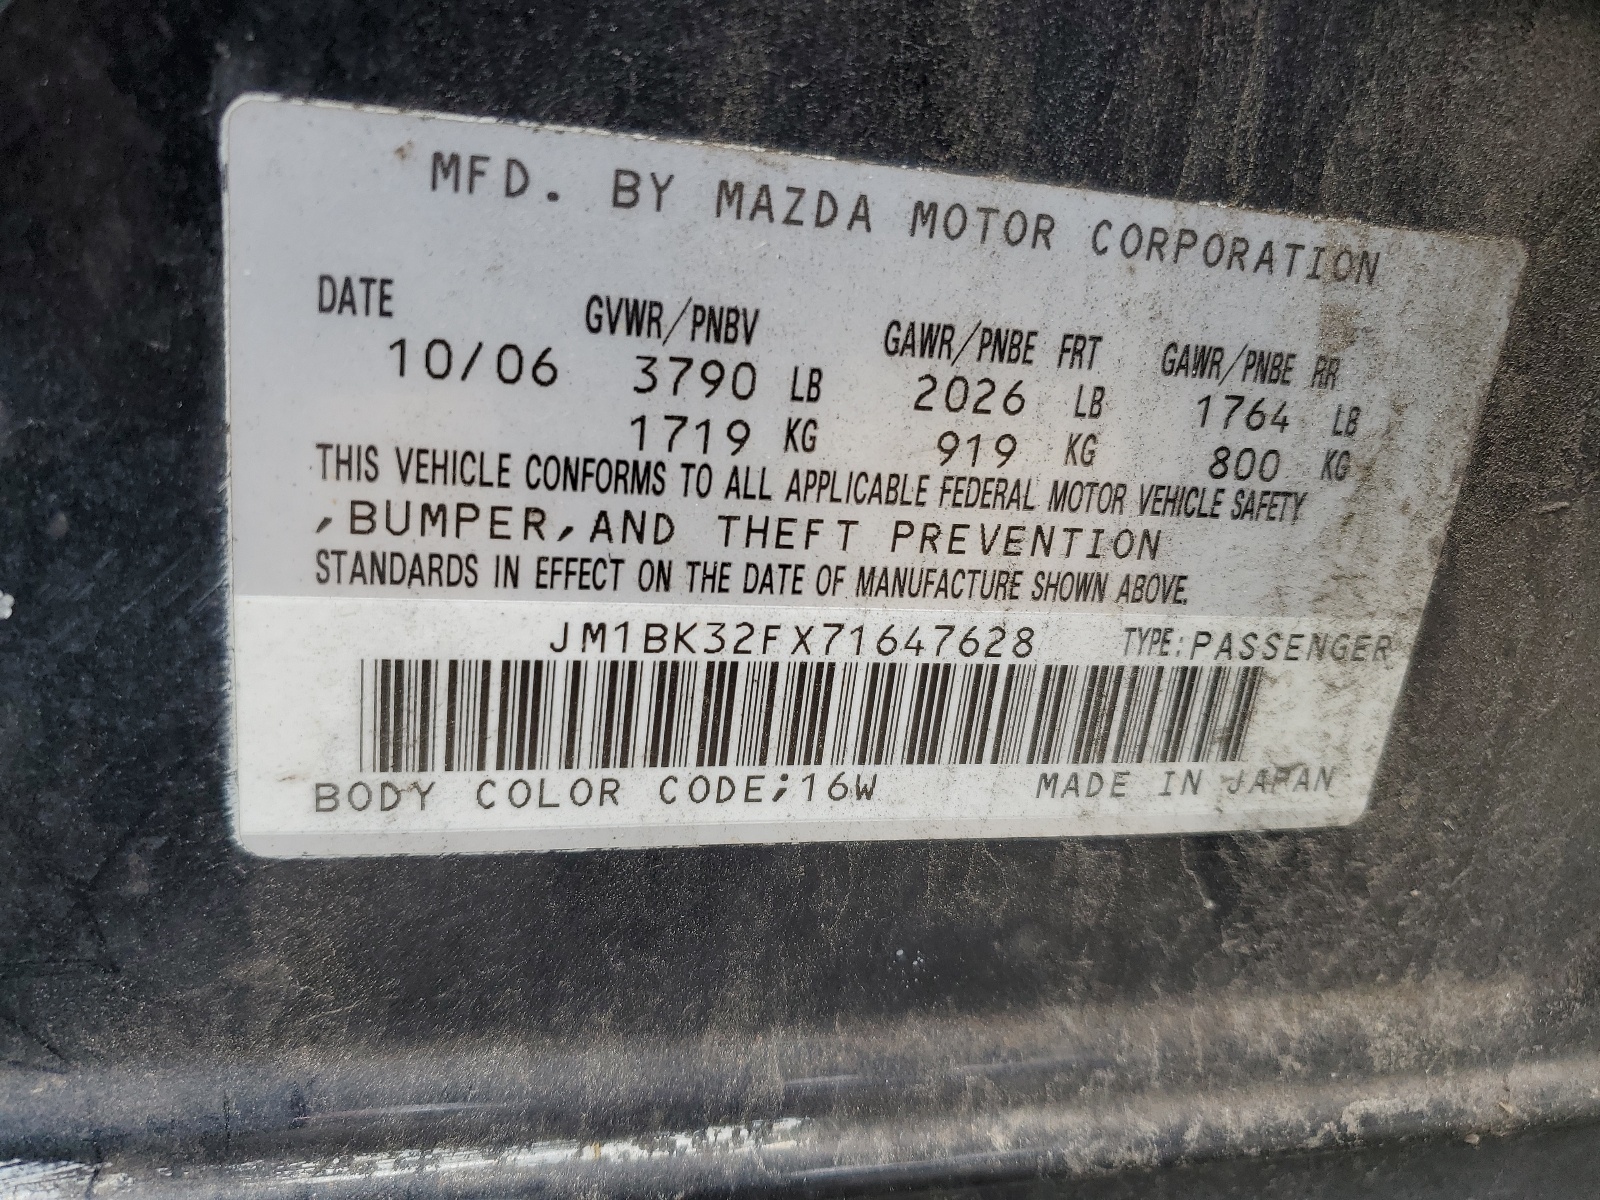 MFD. BY MAZDA MOTOR CORPORATION
DATE GVWR/PNBV GAWR/PNBE FRT GAWR/PNBE RR
10/06 3790 LB 2026 LB 1764 LB
1719 KG 919 KG 800 KG
THIS VEHICLE CONFORMS TO ALL APPLICABLE FEDERAL MOTOR VEHICLE SAFETY
,BUMPER,AND THEFT PREVENTION
STANDARDS IN EFFECT ON THE DATE OF MANUFACTURE SHOWN ABOVE.
JM1BK32FX71647628 TYPE:PASSENGER
BODY COLOR CODE;16W MADE IN JAPAN